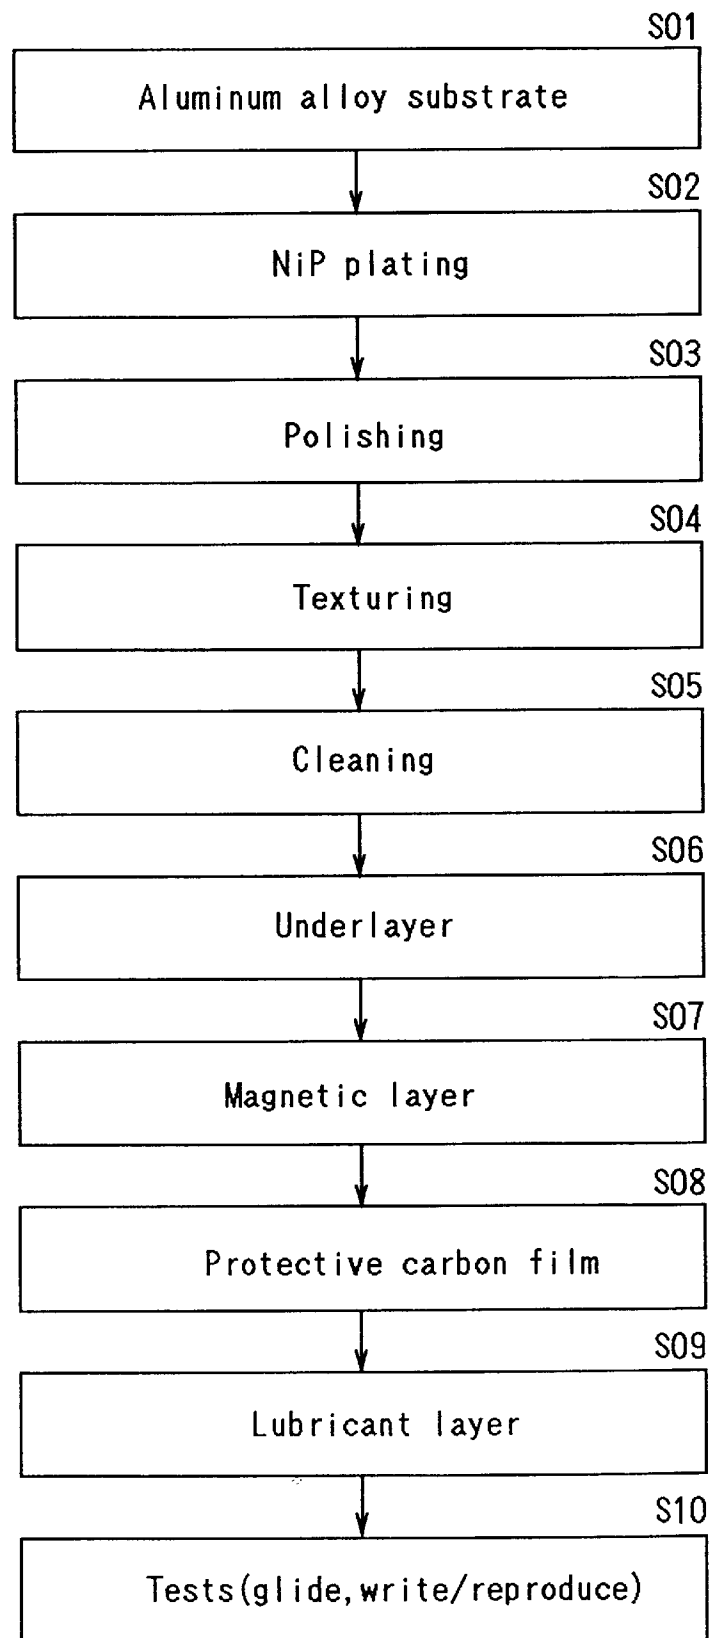 S01
Aluminum alloy substrate
S02
NiP plating
S03
Polishing
S04
Texturing
S05
Cleaning
S06
Underlayer
S07
Magnetic layer
S08
Protective carbon film
S09
Lubricant layer
S10
Tests(glide,write/reproduce)